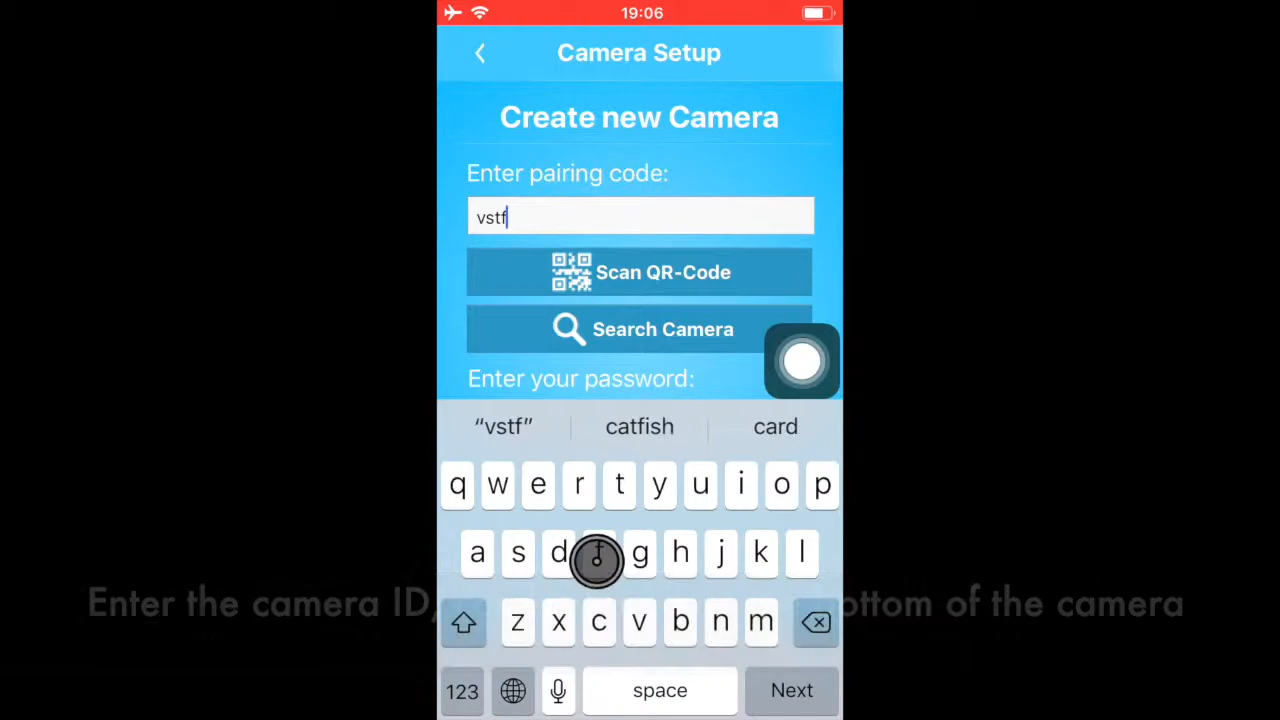 19:06
Camera Setup
Create new Camera
Enter pairing code:
vstf
Scan QR-Code
Search Camera
Enter your password:
“vstf” catfish card
q w e r t y u i o p
a s d f g h j k l
Enter the camera ID, ottom of the camera
z x c v b n m
123 space Next